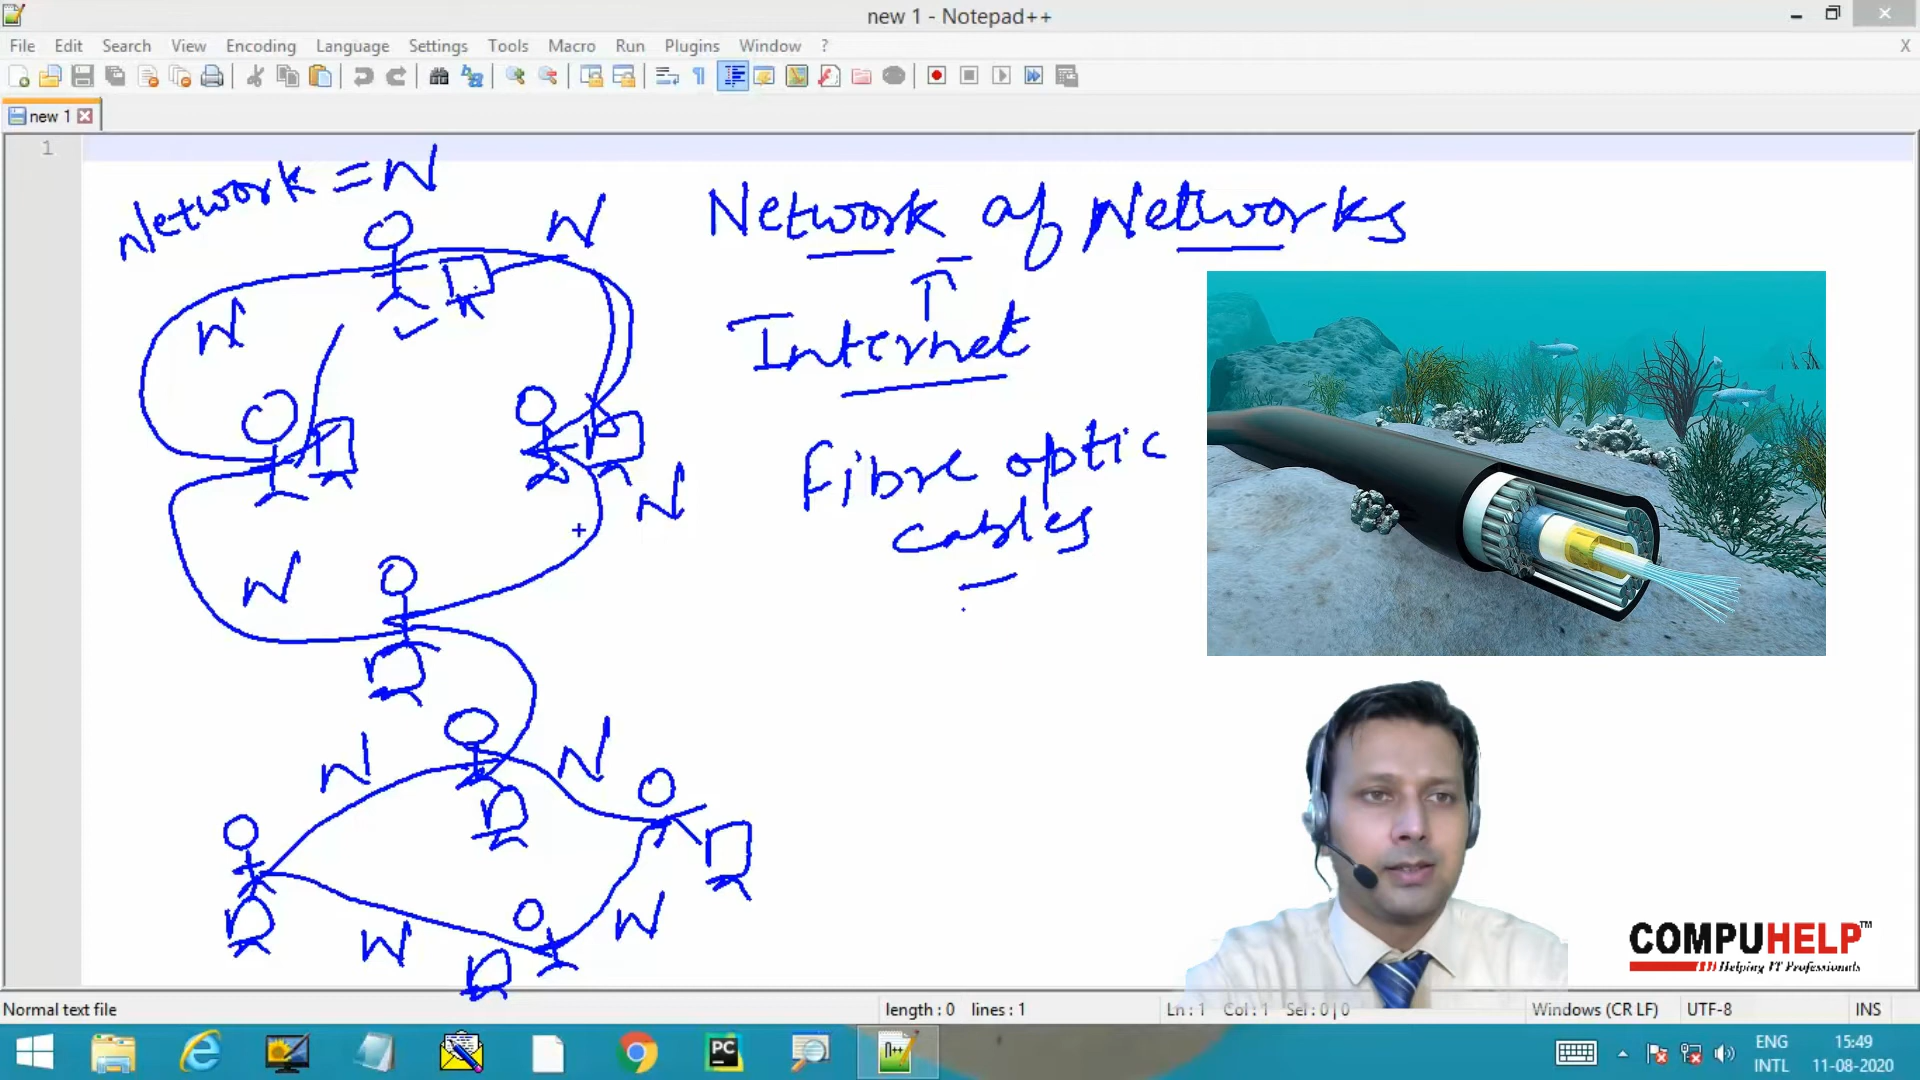 new 1 - Notepad++
File Edit Search View Encoding Language Settings Tools Macro Run Plugins Window ? X
new 1
1
Network = N
N
Network of Networks
N
Internet
Fibre optic
cables
N
N
N
N
N
N
COMPUHELP™
Helping IT Professionals
Normal text file length : 0 lines : 1 Ln : 1 Col : 1 Sel : 0 | 0 Windows (CR LF) UTF-8 INS
PC
n++
ENG 15:49
INTL 11-08-2020